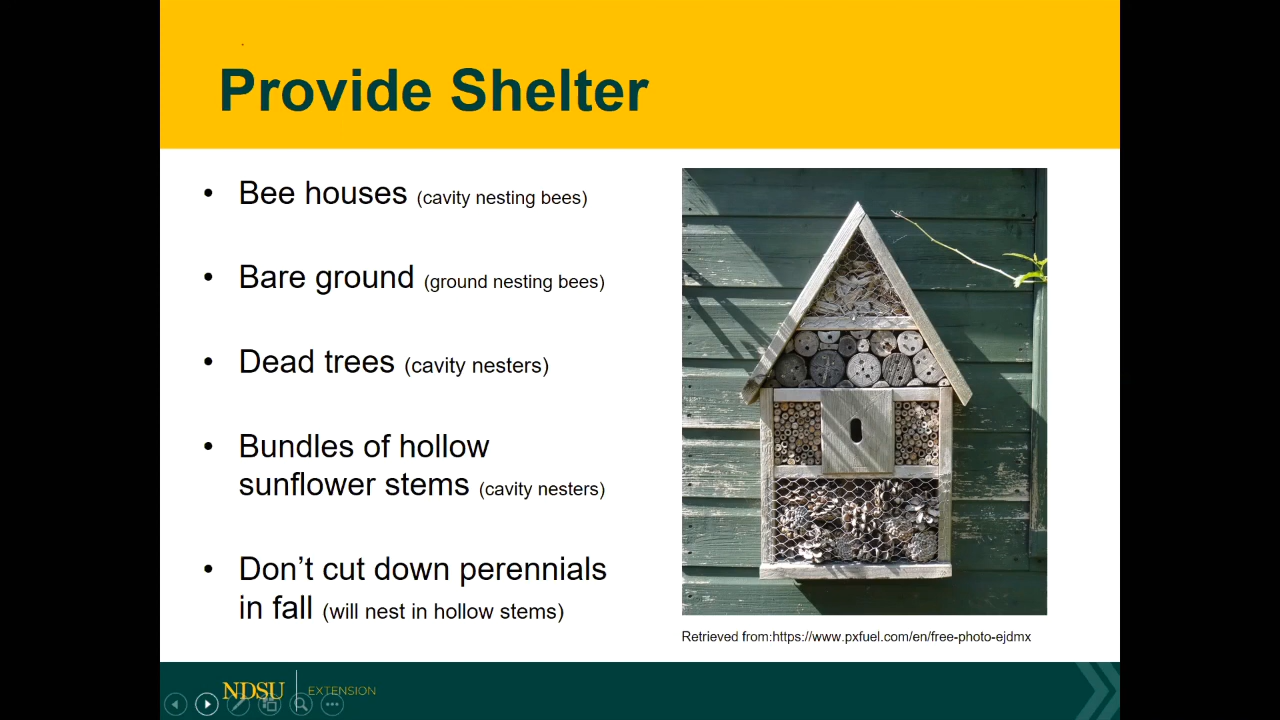 Provide Shelter
• Bee houses (cavity nesting bees)
• Bare ground (ground nesting bees)
• Dead trees (cavity nesters)
• Bundles of hollow
sunflower stems (cavity nesters)
• Don’t cut down perennials
in fall (will nest in hollow stems)
Retrieved from:https://www.pxfuel.com/en/free-photo-ejdmx
NDSU EXTENSION